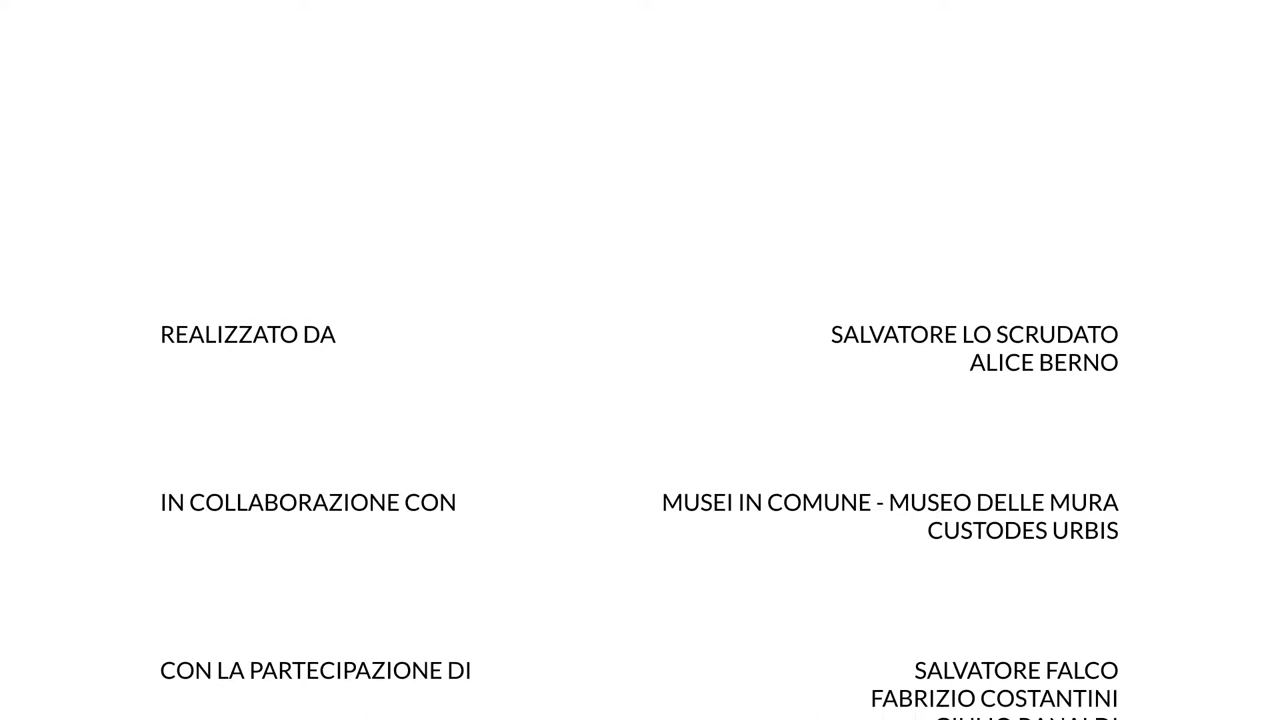 REALIZZATO DA SALVATORE LO SCRUDATO
ALICE BERNO
IN COLLABORAZIONE CON MUSEI IN COMUNE - MUSEO DELLE MURA
CUSTODES URBIS
CON LA PARTECIPAZIONE DI SALVATORE FALCO
FABRIZIO COSTANTINI